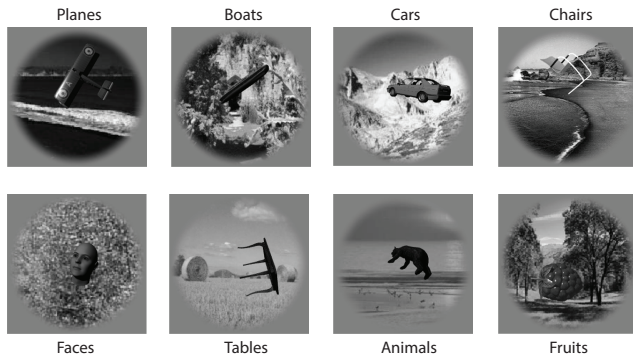 Planes
Boats
Cars
Chairs
Faces
Tables
Animals
Fruits